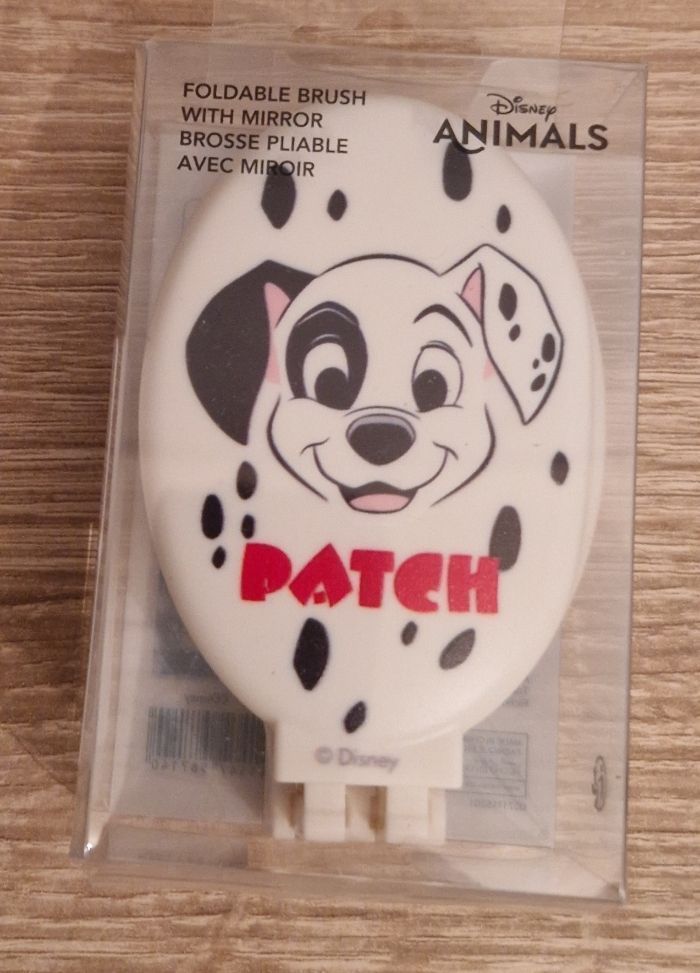 FOLDABLE BRUSH
WITH MIRROR
BROSSE PLIABLE
AVEC MIROIR
Disney
ANIMALS
PATCH
© Disney